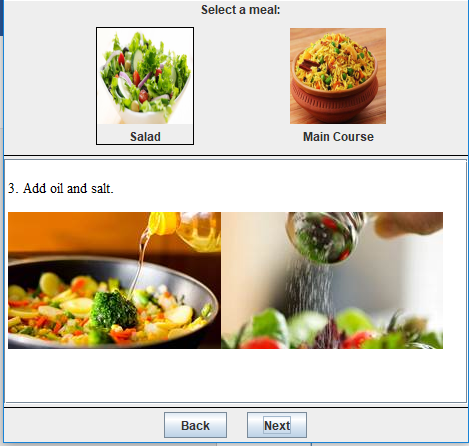 Select a meal:
Salad
Main Course
3. Add oil and salt.
Back
Next